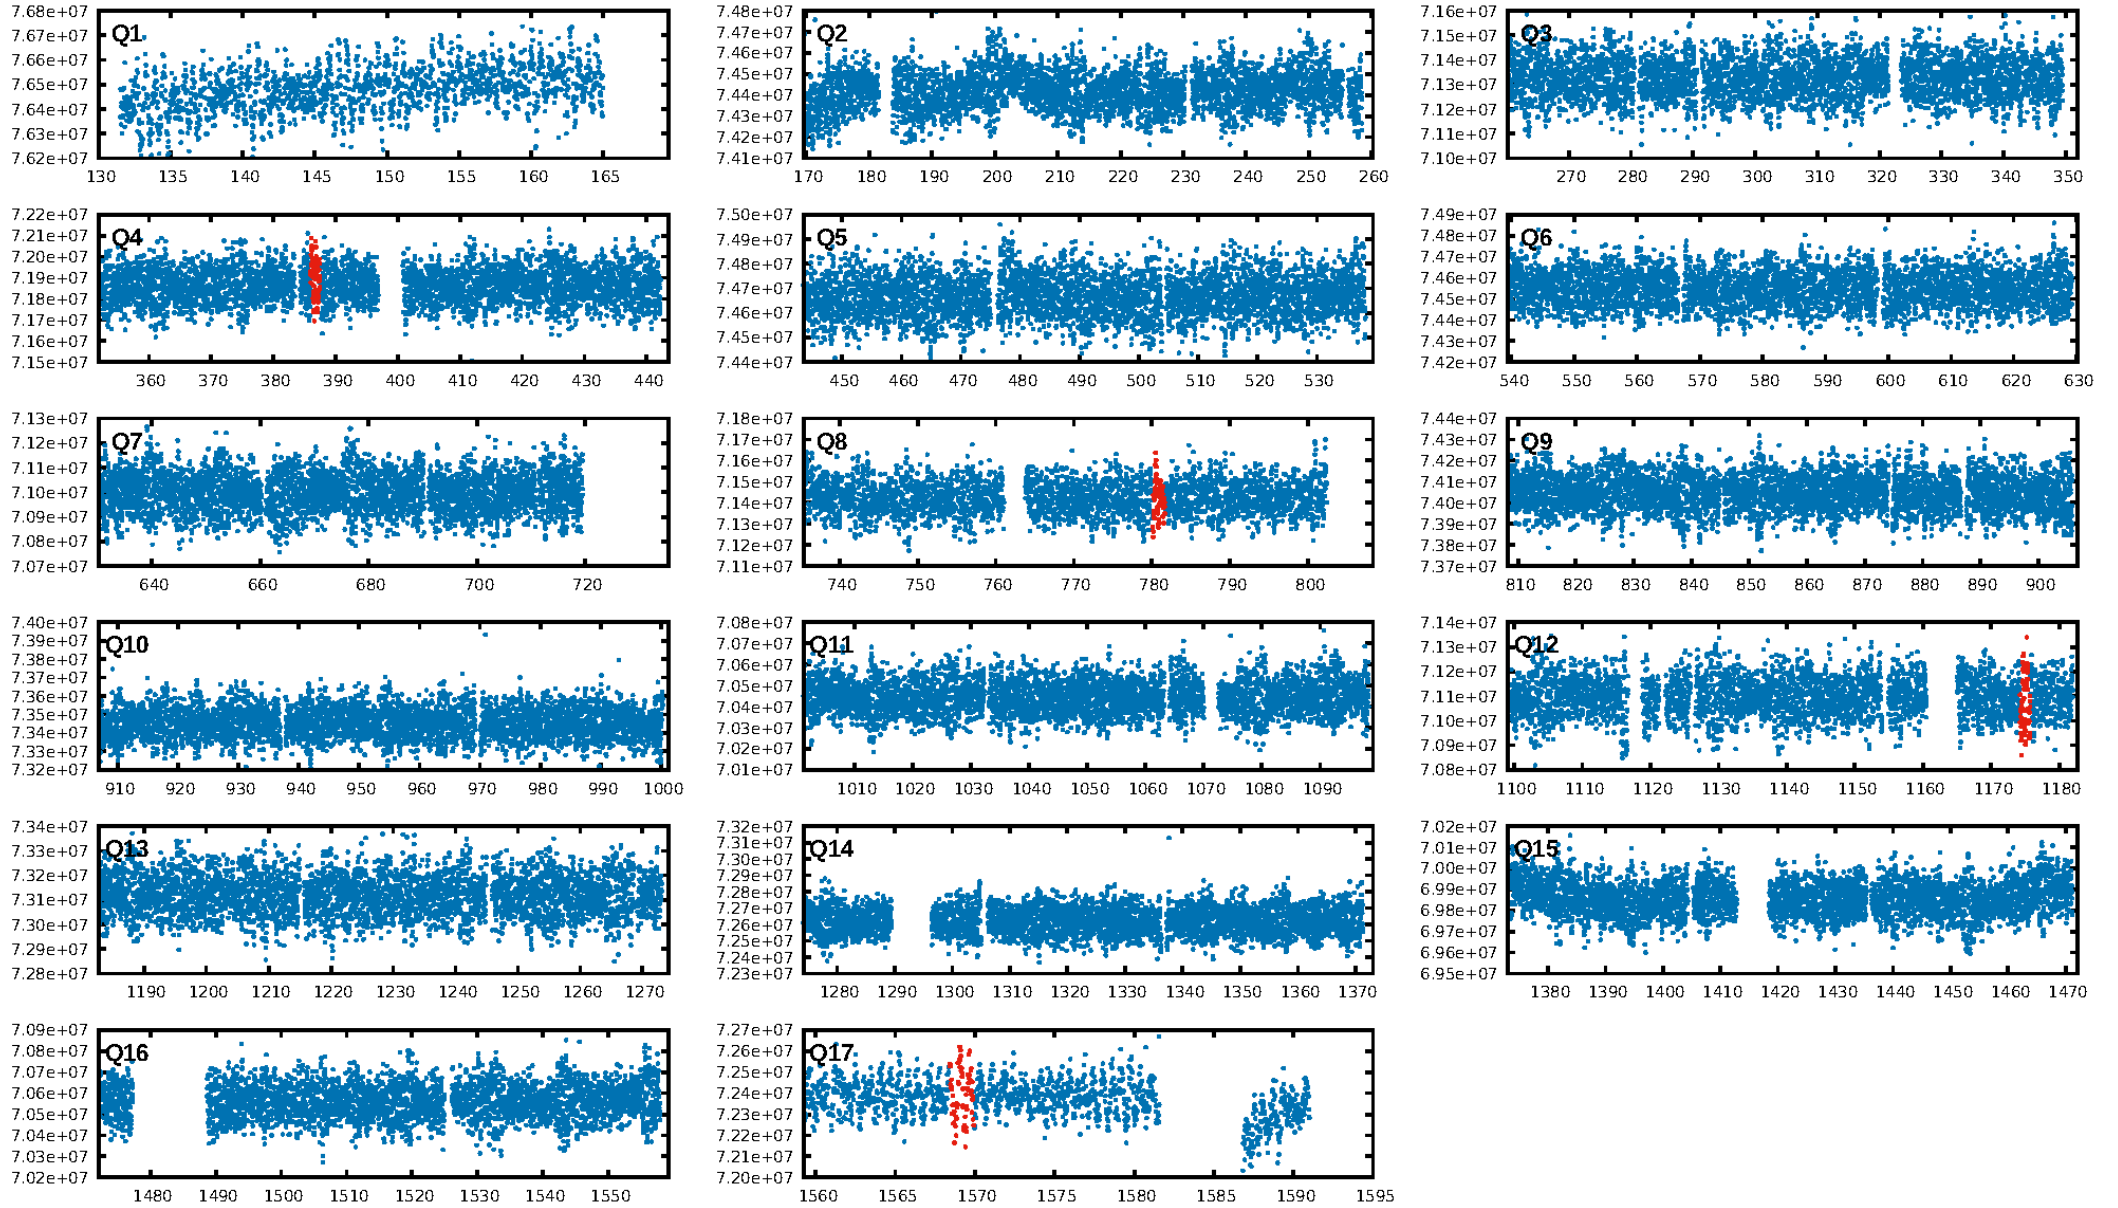 7.68e+07
7.67e+07
7.66e+07
7.65e+07
7.64e+07
7.63e+07
7.62e+07
Q1
130 135 140 145 150 155 160 165
7.48e+07
7.47e+07
7.46e+07
7.45e+07
7.44e+07
7.43e+07
7.42e+07
7.41e+07
Q2
170 180 190 200 210 220 230 240 250 260
7.16e+07
7.15e+07
7.14e+07
7.13e+07
7.12e+07
7.11e+07
7.10e+07
Q3
270 280 290 300 310 320 330 340 350
7.22e+07
7.21e+07
7.20e+07
7.19e+07
7.18e+07
7.17e+07
7.16e+07
7.15e+07
Q4
360 370 380 390 400 410 420 430 440
7.50e+07
7.49e+07
7.48e+07
7.47e+07
7.46e+07
7.45e+07
7.44e+07
Q5
450 460 470 480 490 500 510 520 530
7.49e+07
7.48e+07
7.47e+07
7.46e+07
7.45e+07
7.44e+07
7.43e+07
7.42e+07
Q6
540 550 560 570 580 590 600 610 620 630
7.13e+07
7.12e+07
7.11e+07
7.10e+07
7.09e+07
7.08e+07
7.07e+07
Q7
640 660 680 700 720
7.18e+07
7.17e+07
7.16e+07
7.15e+07
7.14e+07
7.13e+07
7.12e+07
7.11e+07
Q8
740 750 760 770 780 790 800
7.44e+07
7.43e+07
7.42e+07
7.41e+07
7.40e+07
7.39e+07
7.38e+07
7.37e+07
Q9
810 820 830 840 850 860 870 880 890 900
7.40e+07
7.39e+07
7.38e+07
7.37e+07
7.36e+07
7.35e+07
7.34e+07
7.33e+07
7.32e+07
Q10
910 920 930 940 950 960 970 980 990 1000
7.08e+07
7.07e+07
7.06e+07
7.05e+07
7.04e+07
7.03e+07
7.02e+07
7.01e+07
Q11
1010 1020 1030 1040 1050 1060 1070 1080 1090
7.14e+07
7.13e+07
7.12e+07
7.11e+07
7.10e+07
7.09e+07
7.08e+07
Q12
1100 1110 1120 1130 1140 1150 1160 1170 1180
7.34e+07
7.33e+07
7.32e+07
7.31e+07
7.30e+07
7.29e+07
7.28e+07
Q13
1190 1200 1210 1220 1230 1240 1250 1260 1270
7.32e+07
7.31e+07
7.30e+07
7.29e+07
7.28e+07
7.27e+07
7.26e+07
7.25e+07
7.24e+07
7.23e+07
Q14
1280 1290 1300 1310 1320 1330 1340 1350 1360 1370
7.02e+07
7.01e+07
7.00e+07
6.99e+07
6.98e+07
6.97e+07
6.96e+07
6.95e+07
Q15
1380 1390 1400 1410 1420 1430 1440 1450 1460 1470
7.09e+07
7.08e+07
7.07e+07
7.06e+07
7.05e+07
7.04e+07
7.03e+07
7.02e+07
Q16
1480 1490 1500 1510 1520 1530 1540 1550
7.27e+07
7.26e+07
7.25e+07
7.24e+07
7.23e+07
7.22e+07
7.21e+07
7.20e+07
Q17
1560 1565 1570 1575 1580 1585 1590 1595